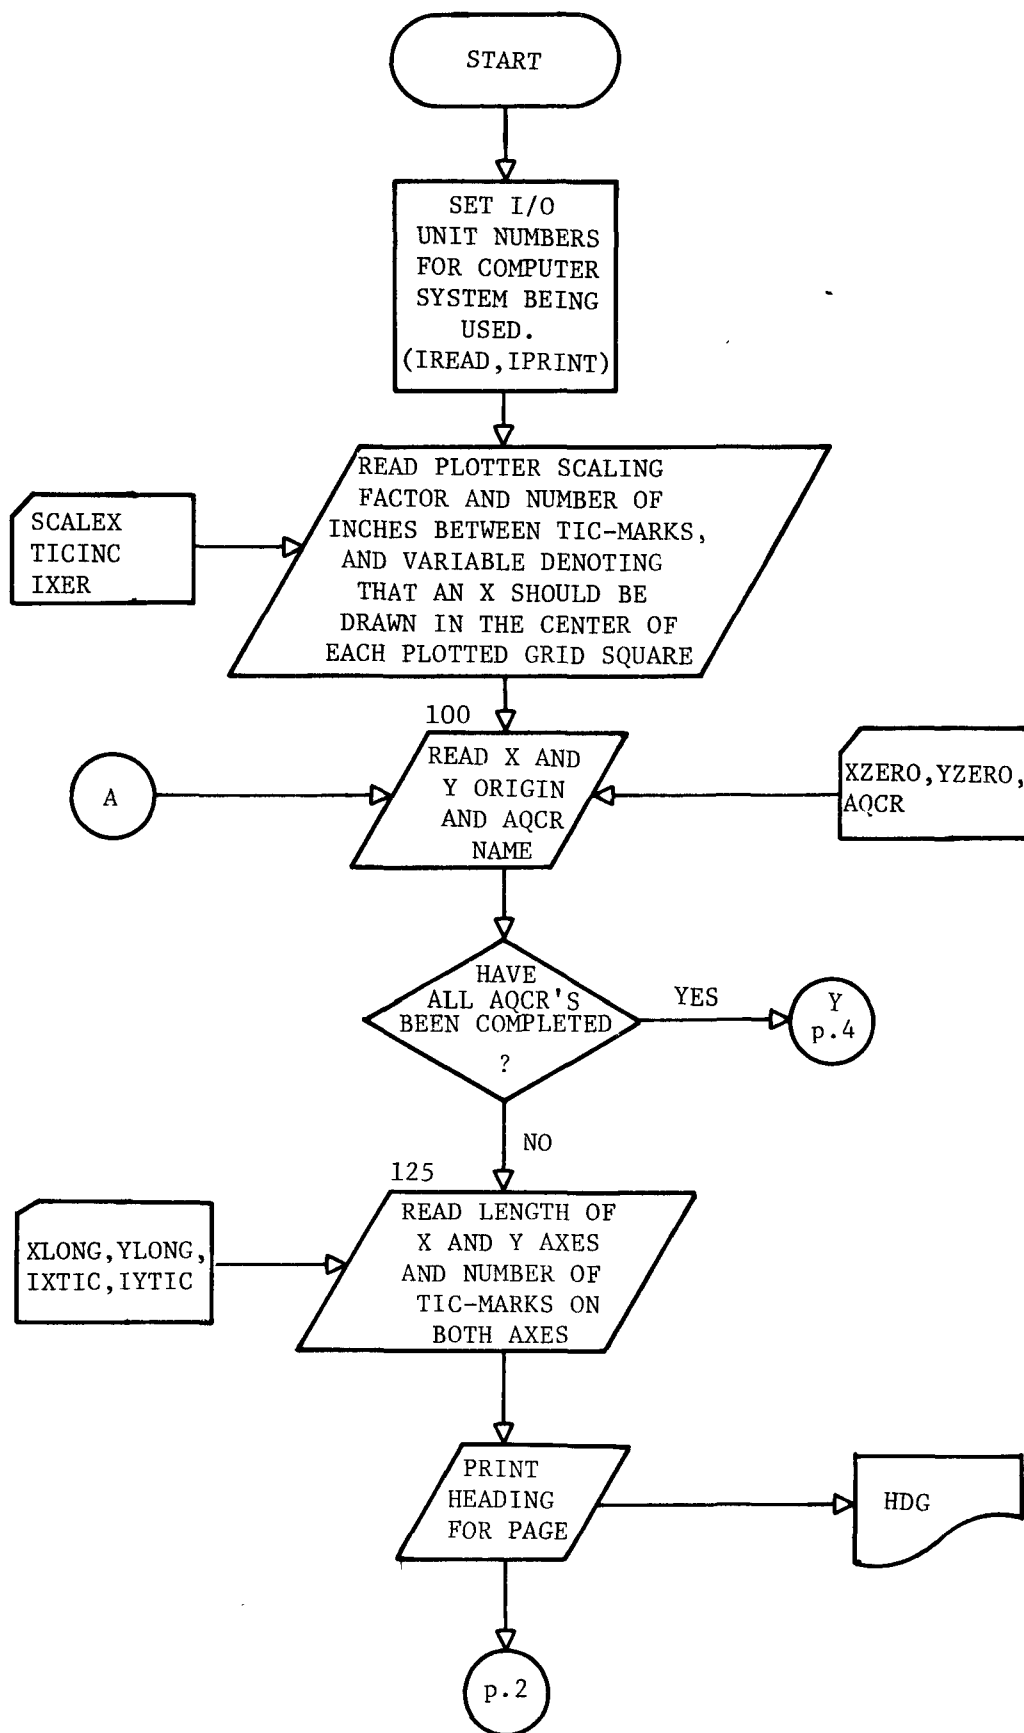 START
SET I/O
UNIT NUMBERS
FOR COMPUTER
SYSTEM BEING
USED.
(IREAD,IPRINT)
READ PLOTTER SCALING
FACTOR AND NUMBER OF
INCHES BETWEEN TIC-MARKS,
AND VARIABLE DENOTING
THAT AN X SHOULD BE
DRAWN IN THE CENTER OF
EACH PLOTTED GRID SQUARE
SCALEX
TICINC
IXER
100
READ X AND
Y ORIGIN
AND AQCR
NAME
A
XZERO,YZERO,
AQCR
HAVE
ALL AQCR'S
BEEN COMPLETED
?
YES
Y
p.4
NO
125
READ LENGTH OF
X AND Y AXES
AND NUMBER OF
TIC-MARKS ON
BOTH AXES
XLONG,YLONG,
IXTIC,IYTIC
PRINT
HEADING
FOR PAGE
HDG
p.2